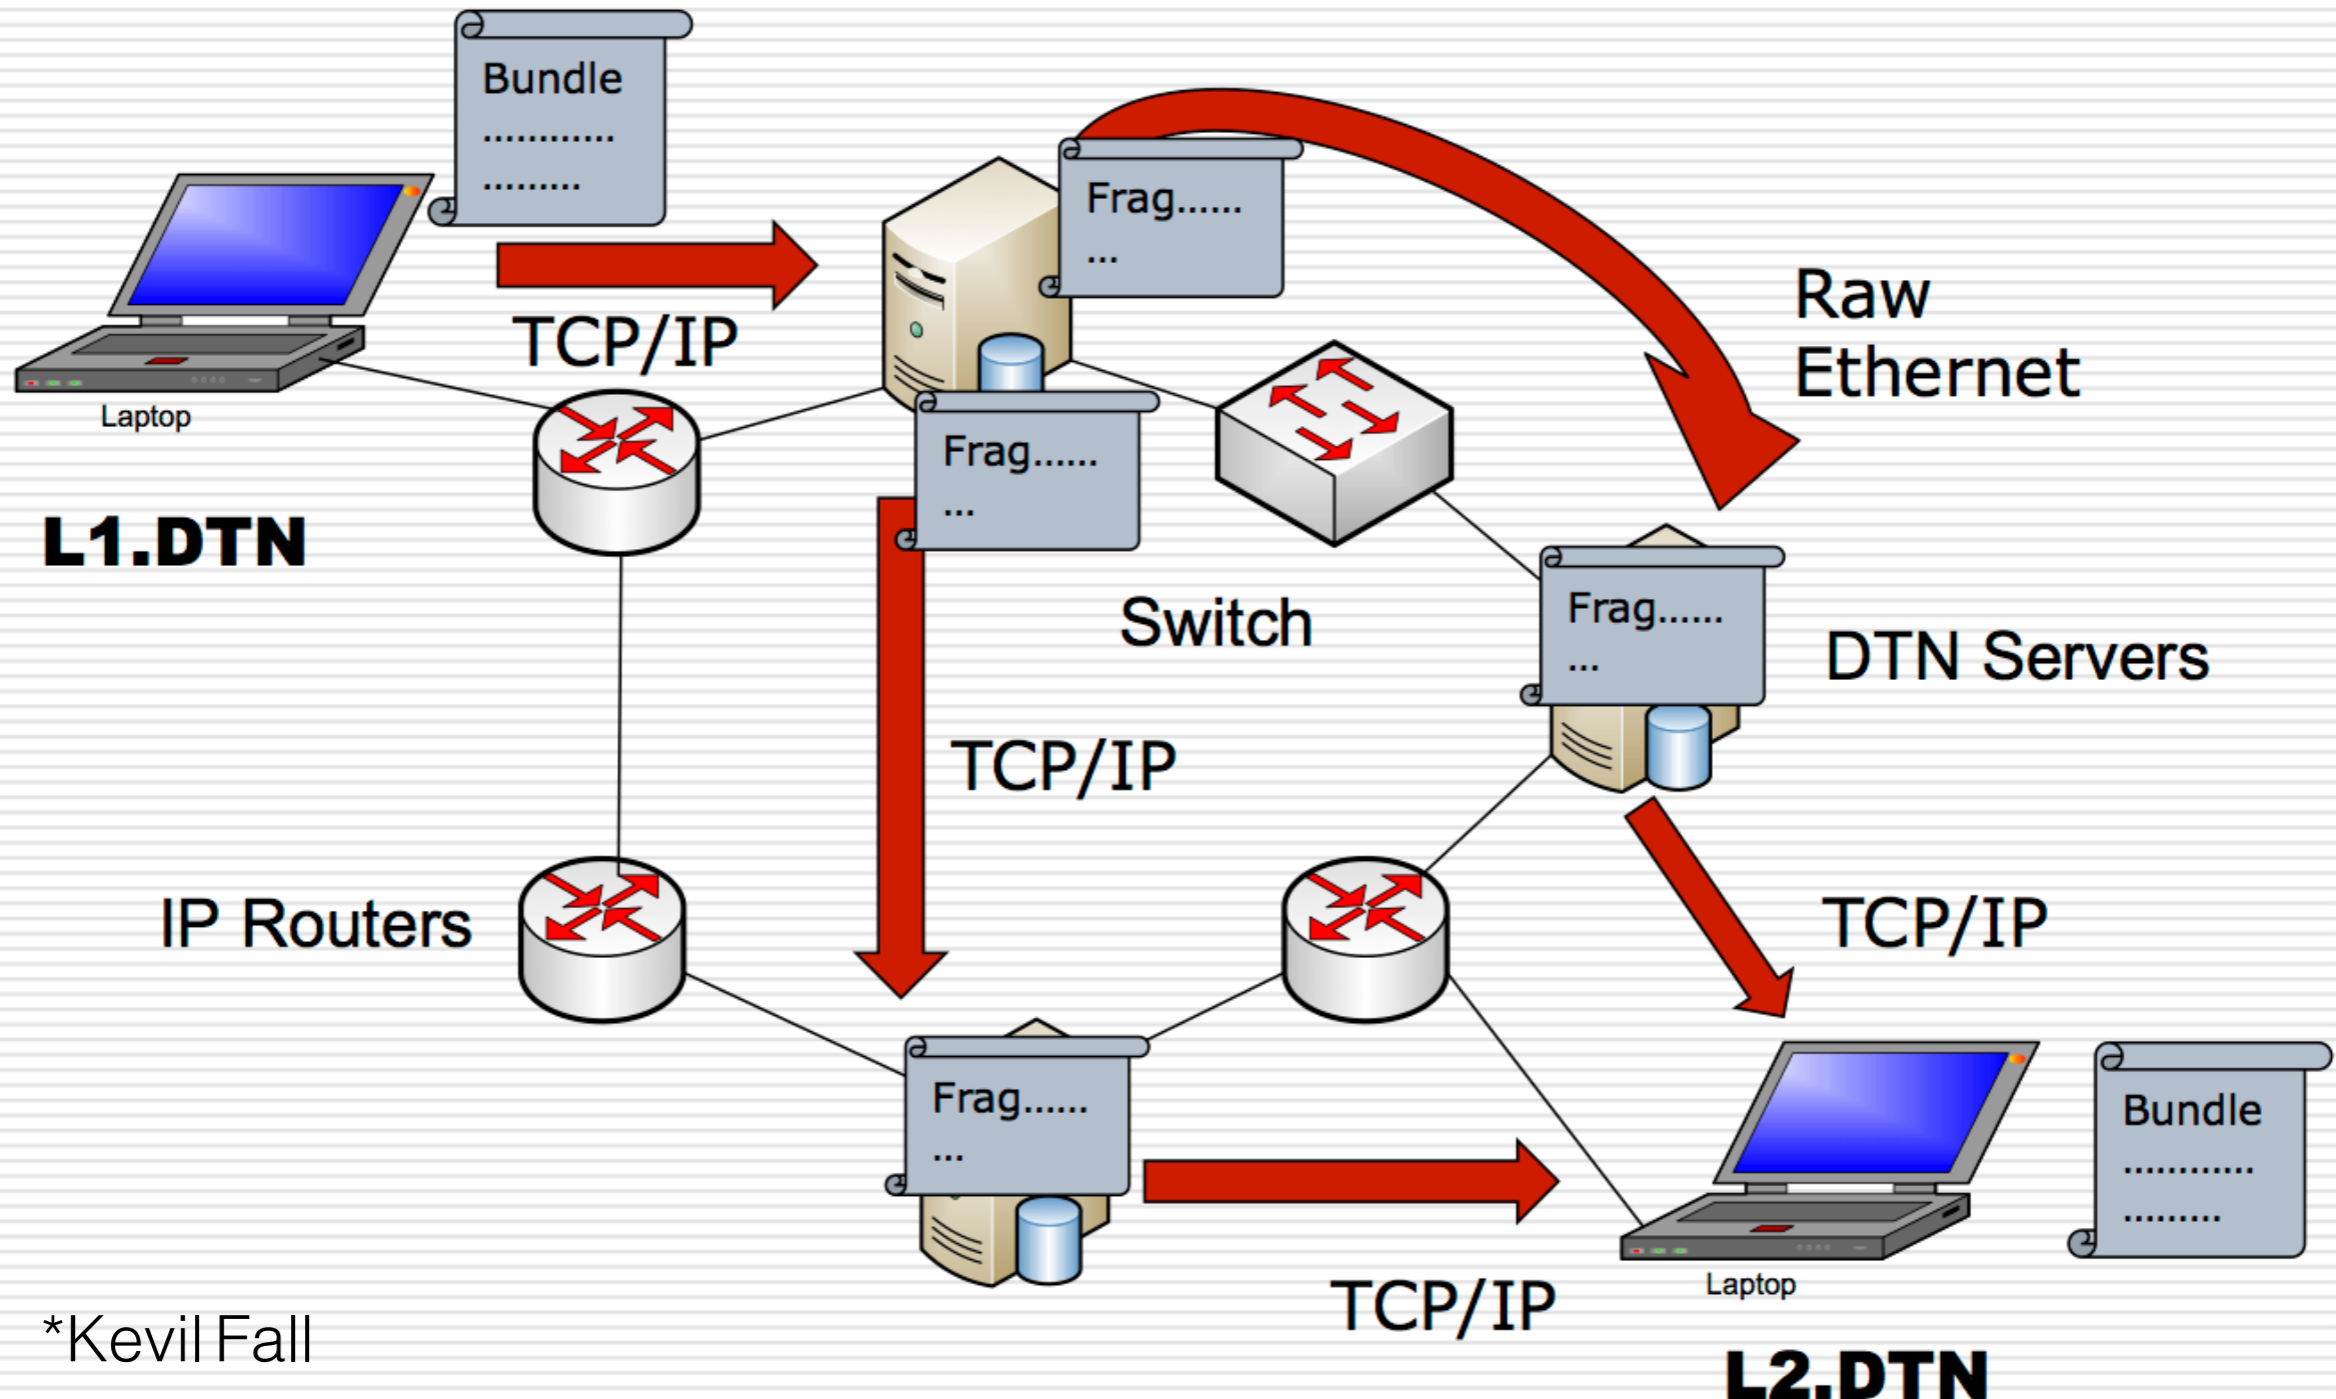 Bundle
............
.........
Frag......
...
Raw
Ethernet
TCP/IP
Laptop
L1.DTN
Frag......
...
Switch
Frag......
...
DTN Servers
TCP/IP
IP Routers
TCP/IP
Frag......
...
Bundle
............
.........
Laptop
TCP/IP
L2.DTN
*Kevil Fall